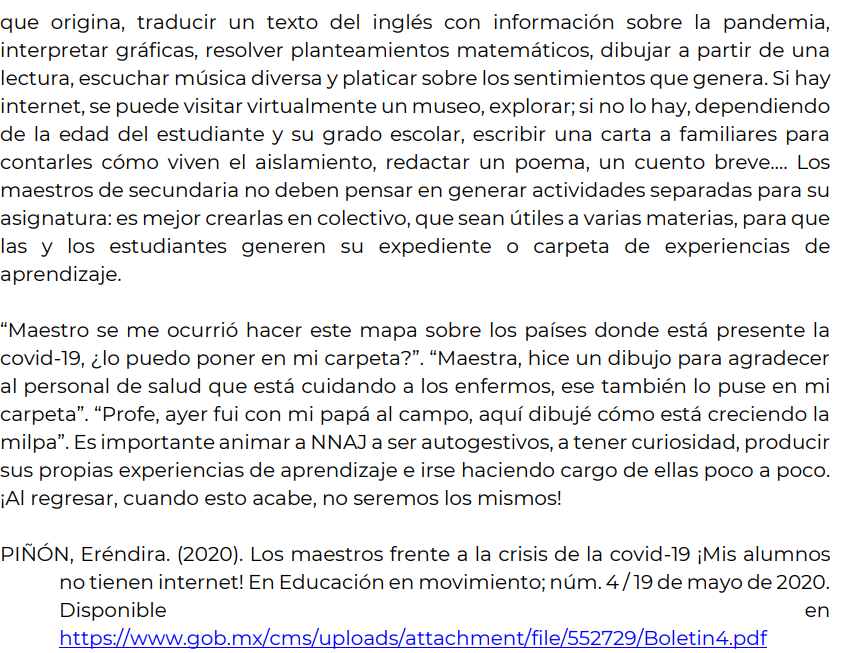 que origina, traducir un texto del inglés con información sobre la pandemia,
interpretar gráficas, resolver planteamientos matemáticos, dibujar a partir de una
lectura, escuchar música diversa y platicar sobre los sentimientos que genera. Si hay
internet, se puede visitar virtualmente un museo, explorar; si no lo hay, dependiendo
de la edad del estudiante y su grado escolar, escribir una carta a familiares para
contarles cómo viven el aislamiento, redactar un poema, un cuento breve.... Los
maestros de secundaria no deben pensar en generar actividades separadas para su
asignatura: es mejor crearlas en colectivo, que sean útiles a varias materias, para que
las y los estudiantes generen su expediente o carpeta de experiencias de
aprendizaje.

“Maestro se me ocurrió hacer este mapa sobre los países donde está presente la
covid-19, ¿lo puedo poner en mi carpeta?”. “Maestra, hice un dibujo para agradecer
al personal de salud que está cuidando a los enfermos, ese también lo puse en mi
carpeta”. “Profe, ayer fui con mi papá al campo, aquí dibujé cómo está creciendo la
milpa”. Es importante animar a NNAJ a ser autogestivos, a tener curiosidad, producir
sus propias experiencias de aprendizaje e irse haciendo cargo de ellas poco a poco.
¡Al regresar, cuando esto acabe, no seremos los mismos!

PIÑÓN, Eréndira. (2020). Los maestros frente a la crisis de la covid-19 ¡Mis alumnos
no tienen internet! En Educación en movimiento; núm. 4 / 19 de mayo de 2020.
Disponible en
https://www.gob.mx/cms/uploads/attachment/file/552729/Boletin4.pdf